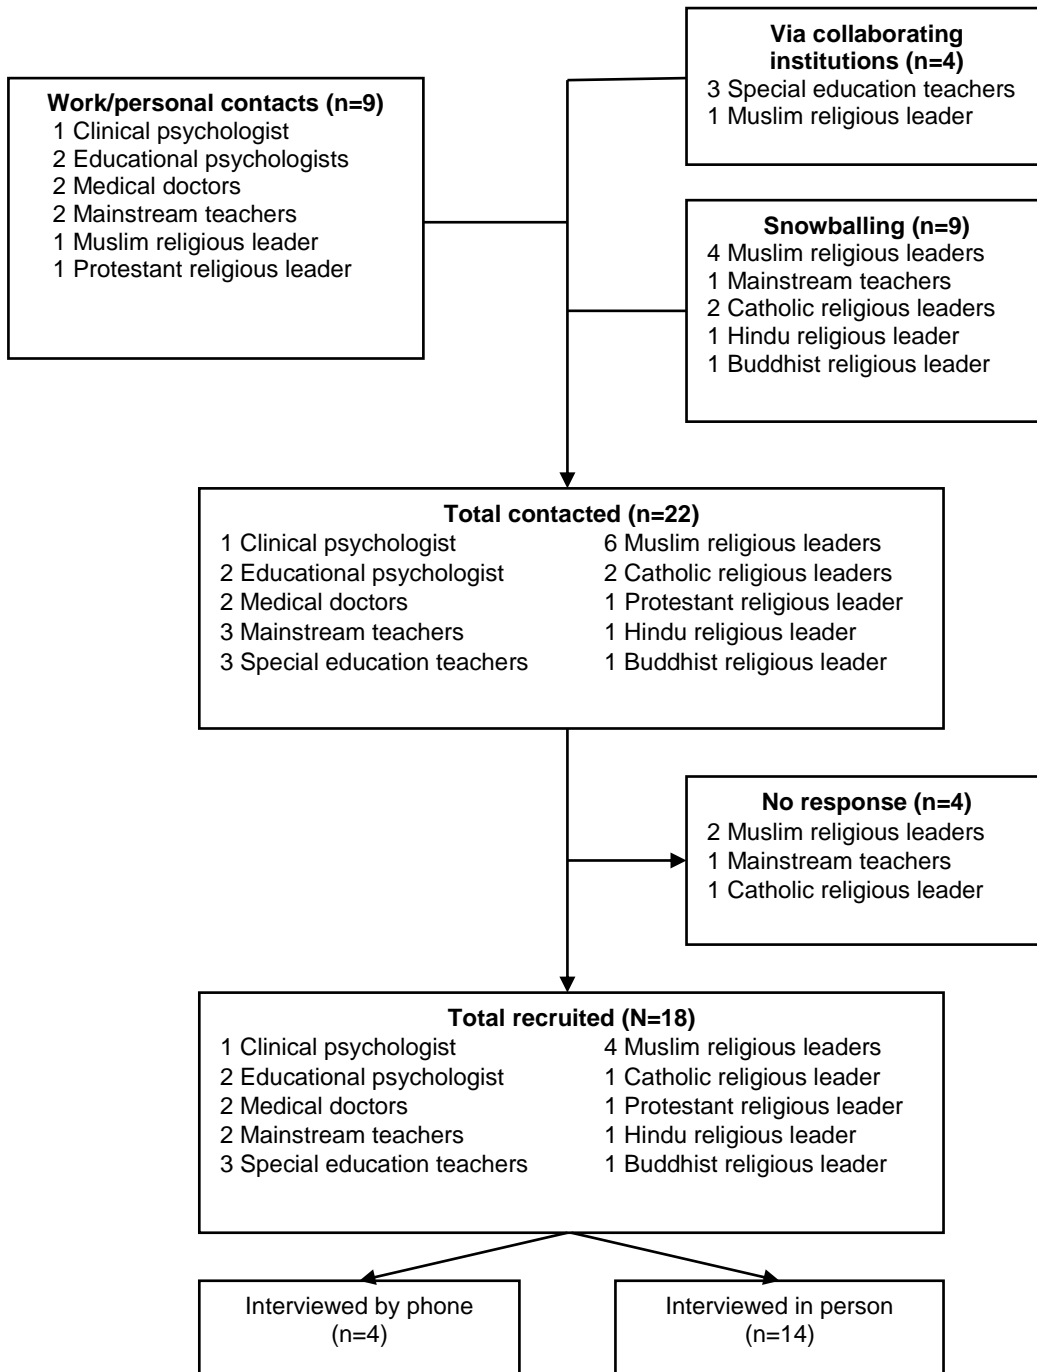 Via collaborating
institutions (n=4)
3 Special education teachers
1 Muslim religious leader
Work/personal contacts (n=9)
1 Clinical psychologist
2 Educational psychologists
2 Medical doctors
2 Mainstream teachers
1 Muslim religious leader
1 Protestant religious leader
Snowballing (n=9)
4 Muslim religious leaders
1 Mainstream teachers
2 Catholic religious leaders
1 Hindu religious leader
1 Buddhist religious leader
Total contacted (n=22)
1 Clinical psychologist
2 Educational psychologist
2 Medical doctors
3 Mainstream teachers
3 Special education teachers
6 Muslim religious leaders
2 Catholic religious leaders
1 Protestant religious leader
1 Hindu religious leader
1 Buddhist religious leader
No response (n=4)
2 Muslim religious leaders
1 Mainstream teachers
1 Catholic religious leader
Total recruited (N=18)
1 Clinical psychologist
2 Educational psychologist
2 Medical doctors
2 Mainstream teachers
3 Special education teachers
4 Muslim religious leaders
1 Catholic religious leader
1 Protestant religious leader
1 Hindu religious leader
1 Buddhist religious leader
Interviewed by phone
(n=4)
Interviewed in person
(n=14)